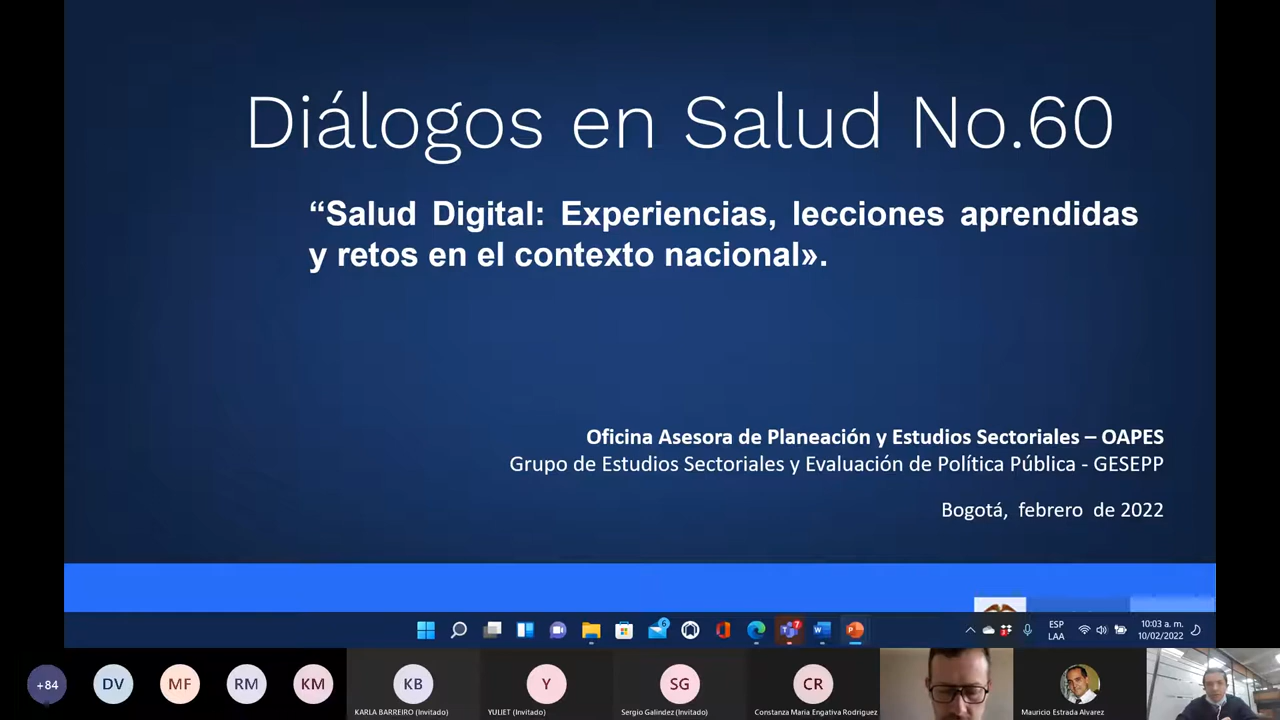 Diálogos en Salud No.60
“Salud Digital: Experiencias, lecciones aprendidas
y retos en el contexto nacional».
Oficina Asesora de Planeación y Estudios Sectoriales – OAPES
Grupo de Estudios Sectoriales y Evaluación de Política Pública - GESEPP
Bogotá, febrero de 2022
6
7
ESP
LAA
10:03 a. m.
10/02/2022
+84
DV
MF
RM
KM
KB
KARLA BARREIRO (Invitado)
Y
YULIET (Invitado)
SG
Sergio Galindez (Invitado)
CR
Constanza Maria Engativa Rodriguez
Mauricio Estrada Alvarez